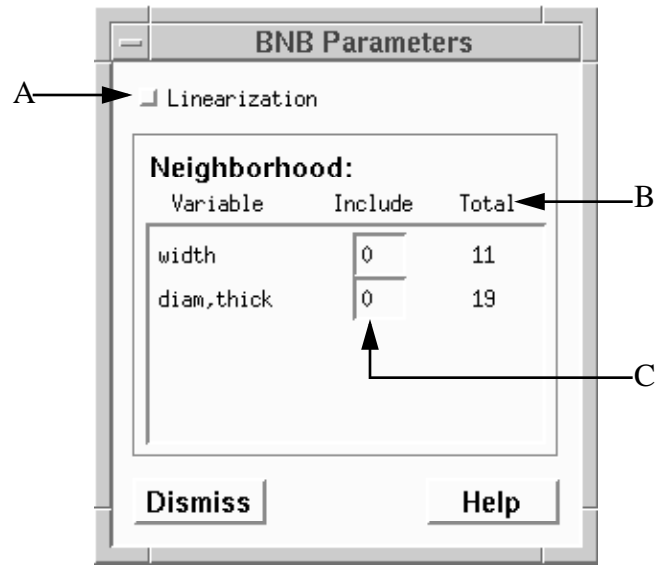 BNB Parameters
A
Linearization
Neighborhood:
Variable Include Total
B
width 0 11
diam,thick 0 19
C
Dismiss Help